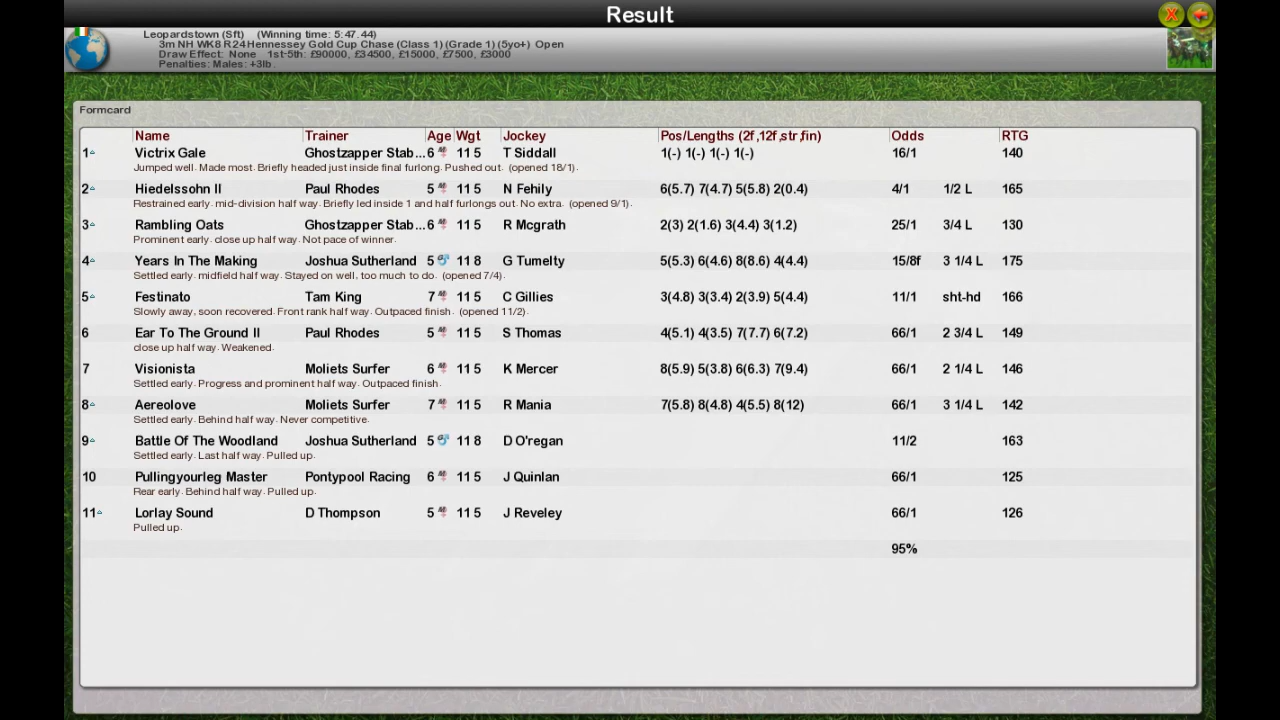 Result
Leopardstown (Sft) (Winning time: 5:47.44)
3m NH WK8 R24 Hennessey Gold Cup Chase (Class 1) (Grade 1) (5yo+) Open
Draw Effect: None 1st-5th: £90000, £34500, £15000, £7500, £3000
Penalties: Males: +3lb.
Formcard
Name Trainer Age Wgt Jockey Pos/Lengths (2f,12f,str,fin) Odds RTG
1 Victrix Gale Ghostzapper Stab... 6 11 5 T Siddall 1(-) 1(-) 1(-) 1(-) 16/1 140
Jumped well. Made most. Briefly headed just inside final furlong. Pushed out. (opened 18/1).
2 Hiedelssohn II Paul Rhodes 5 11 5 N Fehily 6(5.7) 7(4.7) 5(5.8) 2(0.4) 4/1 1/2 L 165
Restrained early. mid-division half way. Briefly led inside 1 and half furlongs out. No extra. (opened 9/1).
3 Rambling Oats Ghostzapper Stab... 6 11 5 R Mcgrath 2(3) 2(1.6) 3(4.4) 3(1.2) 25/1 3/4 L 130
Prominent early. close up half way. Not pace of winner.
4 Years In The Making Joshua Sutherland 5 11 8 G Tumelty 5(5.3) 6(4.6) 8(8.6) 4(4.4) 15/8f 3 1/4 L 175
Settled early. midfield half way. Stayed on well, too much to do. (opened 7/4).
5 Festinato Tam King 7 11 5 C Gillies 3(4.8) 3(3.4) 2(3.9) 5(4.4) 11/1 sht-hd 166
Slowly away, soon recovered. Front rank half way. Outpaced finish. (opened 11/2).
6 Ear To The Ground II Paul Rhodes 5 11 5 S Thomas 4(5.1) 4(3.5) 7(7.7) 6(7.2) 66/1 2 3/4 L 149
close up half way. Weakened.
7 Visionista Moliets Surfer 6 11 5 K Mercer 8(5.9) 5(3.8) 6(6.3) 7(9.4) 66/1 2 1/4 L 146
Settled early. Progress and prominent half way. Outpaced finish.
8 Aereolove Moliets Surfer 7 11 5 R Mania 7(5.8) 8(4.8) 4(5.5) 8(12) 66/1 3 1/4 L 142
Settled early. Behind half way. Never competitive.
9 Battle Of The Woodland Joshua Sutherland 5 11 8 D O'regan 11/2 163
Settled early. Last half way. Pulled up.
10 Pullingyourleg Master Pontypool Racing 6 11 5 J Quinlan 66/1 125
Rear early. Behind half way. Pulled up.
11 Lorlay Sound D Thompson 5 11 5 J Reveley 66/1 126
Pulled up.
95%